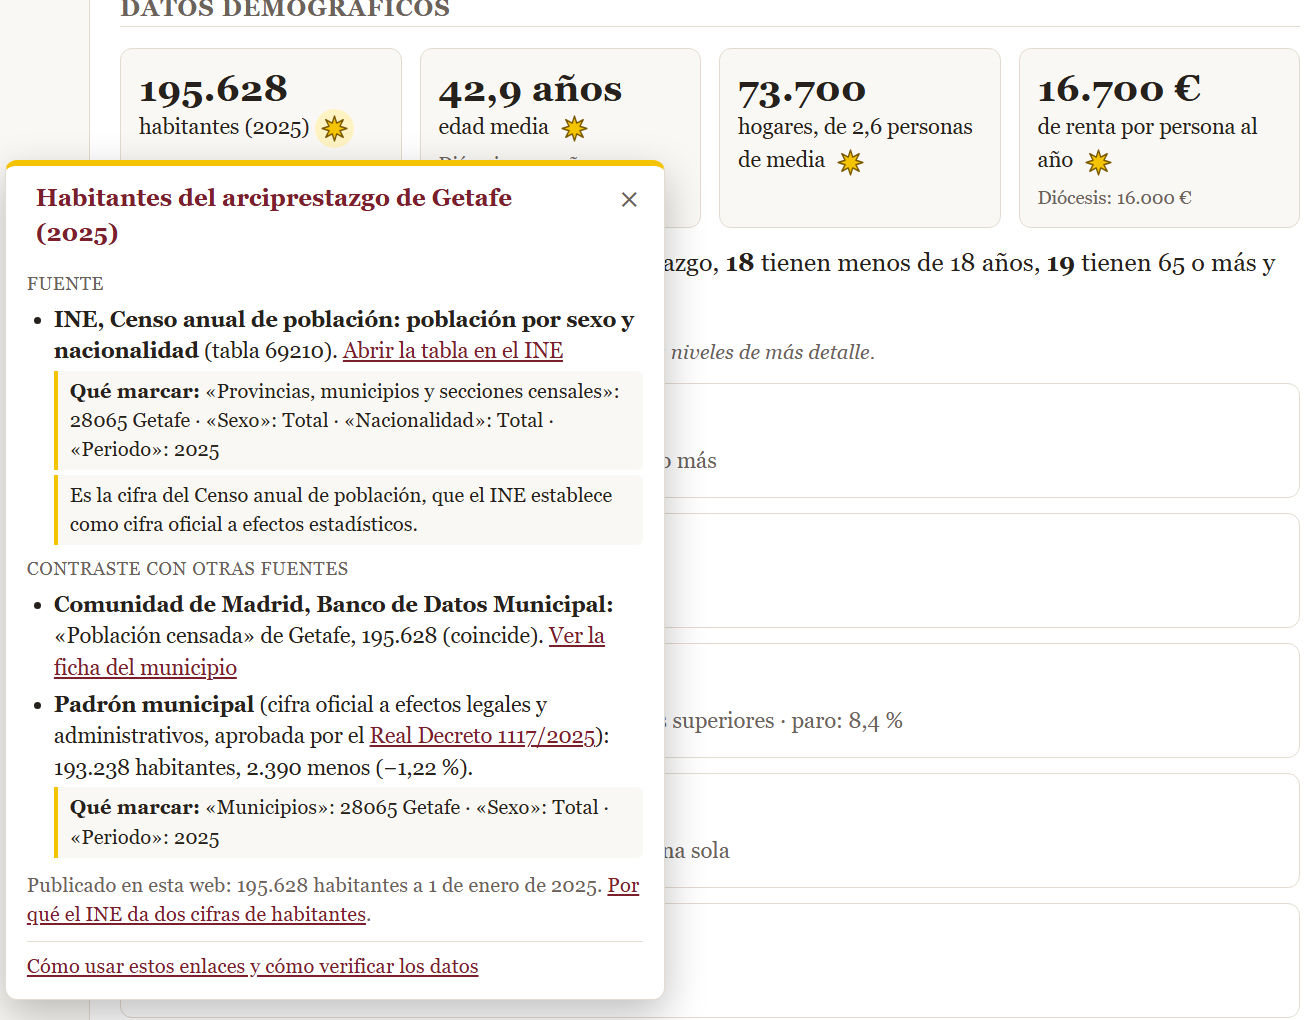 DATOS DEMOGRÁFICOS
195.628
habitantes (2025)
42,9 años
edad media
73.700
hogares, de 2,6 personas
de media
16.700 €
de renta por persona al
año
Diócesis: 16.000 €
Habitantes del arciprestazgo de Getafe
(2025)
×
FUENTE
• INE, Censo anual de población: población por sexo y
nacionalidad (tabla 69210). Abrir la tabla en el INE
Qué marcar: «Provincias, municipios y secciones censales»:
28065 Getafe · «Sexo»: Total · «Nacionalidad»: Total ·
«Periodo»: 2025
Es la cifra del Censo anual de población, que el INE establece
como cifra oficial a efectos estadísticos.
CONTRASTE CON OTRAS FUENTES
• Comunidad de Madrid, Banco de Datos Municipal:
«Población censada» de Getafe, 195.628 (coincide). Ver la
ficha del municipio
• Padrón municipal (cifra oficial a efectos legales y
administrativos, aprobada por el Real Decreto 1117/2025):
193.238 habitantes, 2.390 menos (−1,22 %).
Qué marcar: «Municipios»: 28065 Getafe · «Sexo»: Total ·
«Periodo»: 2025
Publicado en esta web: 195.628 habitantes a 1 de enero de 2025. Por
qué el INE da dos cifras de habitantes.
Cómo usar estos enlaces y cómo verificar los datos
azgo, 18 tienen menos de 18 años, 19 tienen 65 o más y
niveles de más detalle.
o más
superiores · paro: 8,4 %
na sola